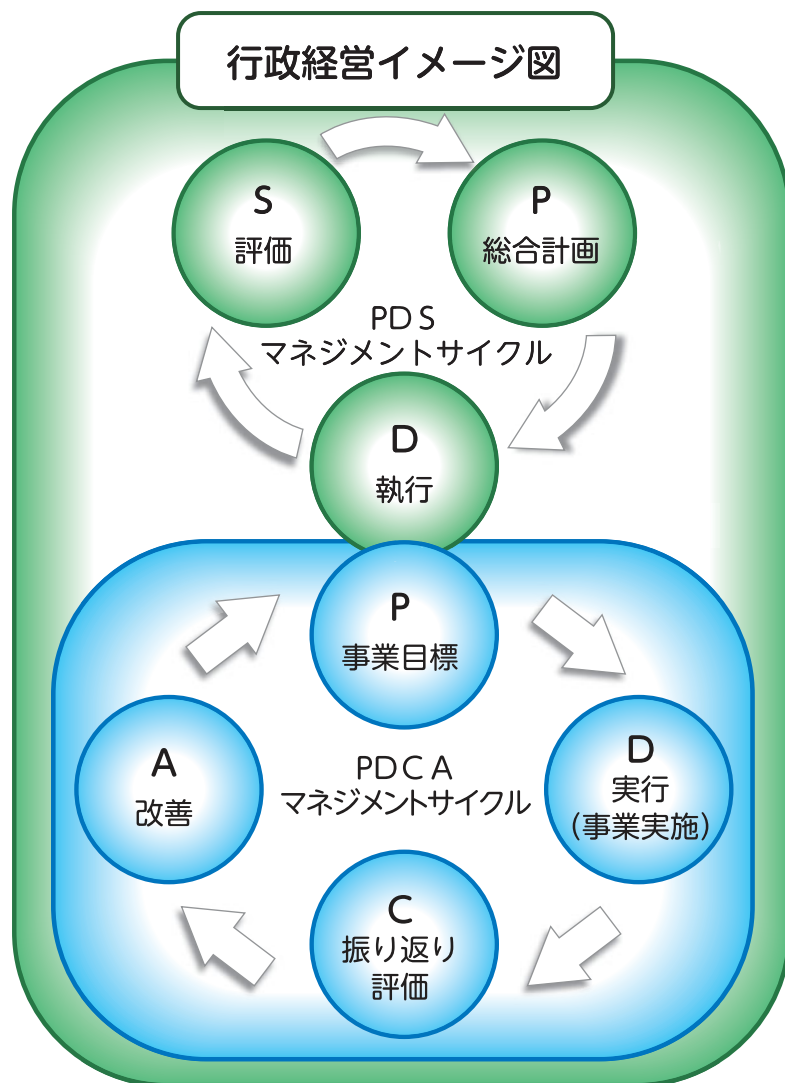 行政経営イメージ図
S
評価
P
総合計画
PDS
マネジメントサイクル
D
執行
P
事業目標
A
改善
PDCA
マネジメントサイクル
D
実行
（事業実施）
C
振り返り
評価